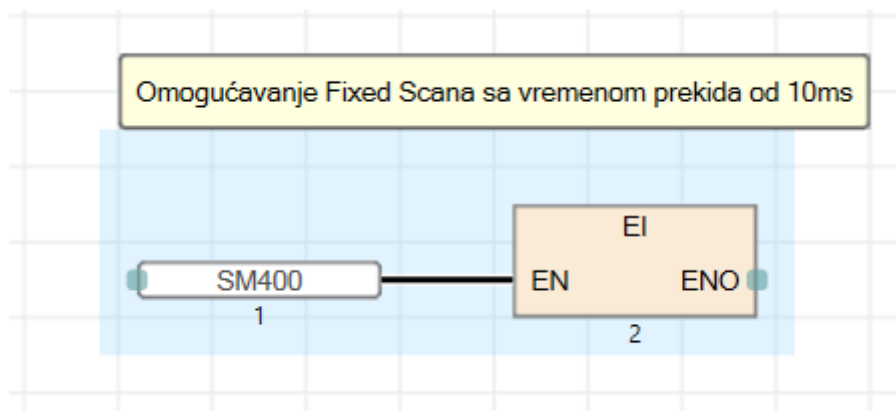 Omogućavanje Fixed Scana sa vremenom prekida od 10ms
EI
SM400
EN
ENO
1
2